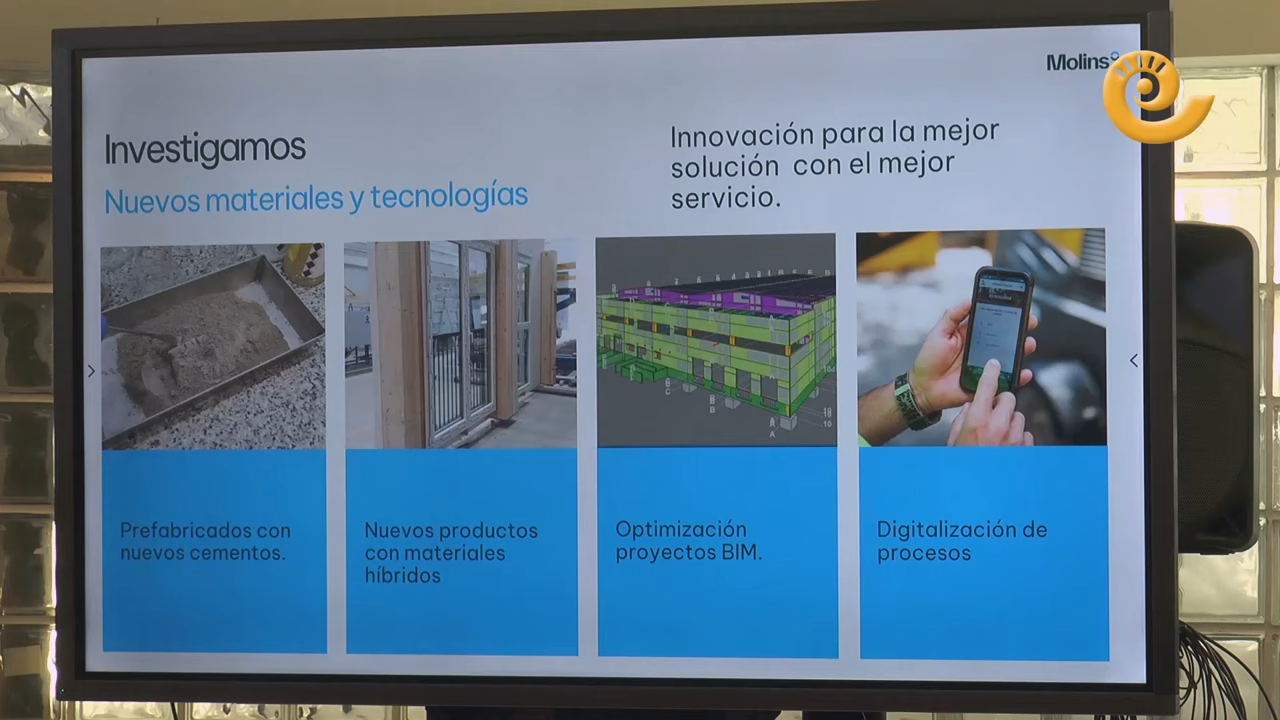 Molins
Investigamos
Nuevos materiales y tecnologías
Innovación para la mejor
solución con el mejor
servicio.
Prefabricados con
nuevos cementos.
Nuevos productos
con materiales
híbridos
Optimización
proyectos BIM.
Digitalización de
procesos